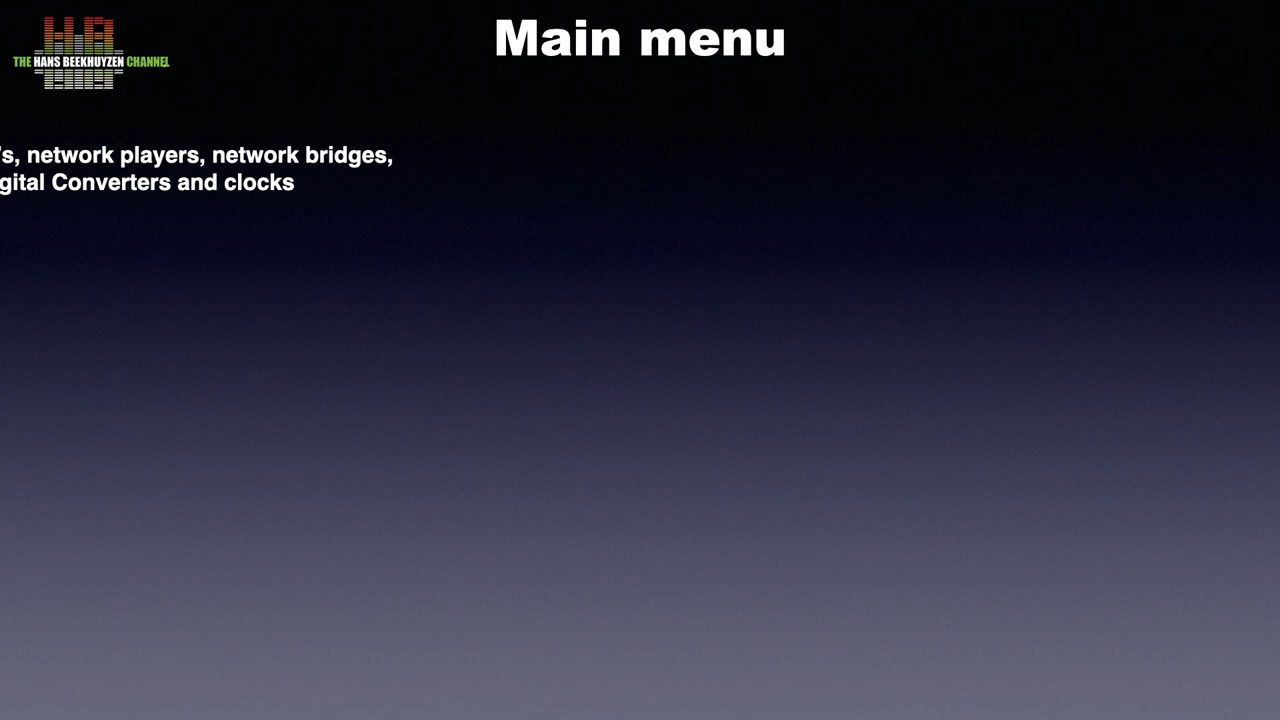 Main menu
THE HANS BEEKHUYZEN CHANNEL
's, network players, network bridges,
gital Converters and clocks